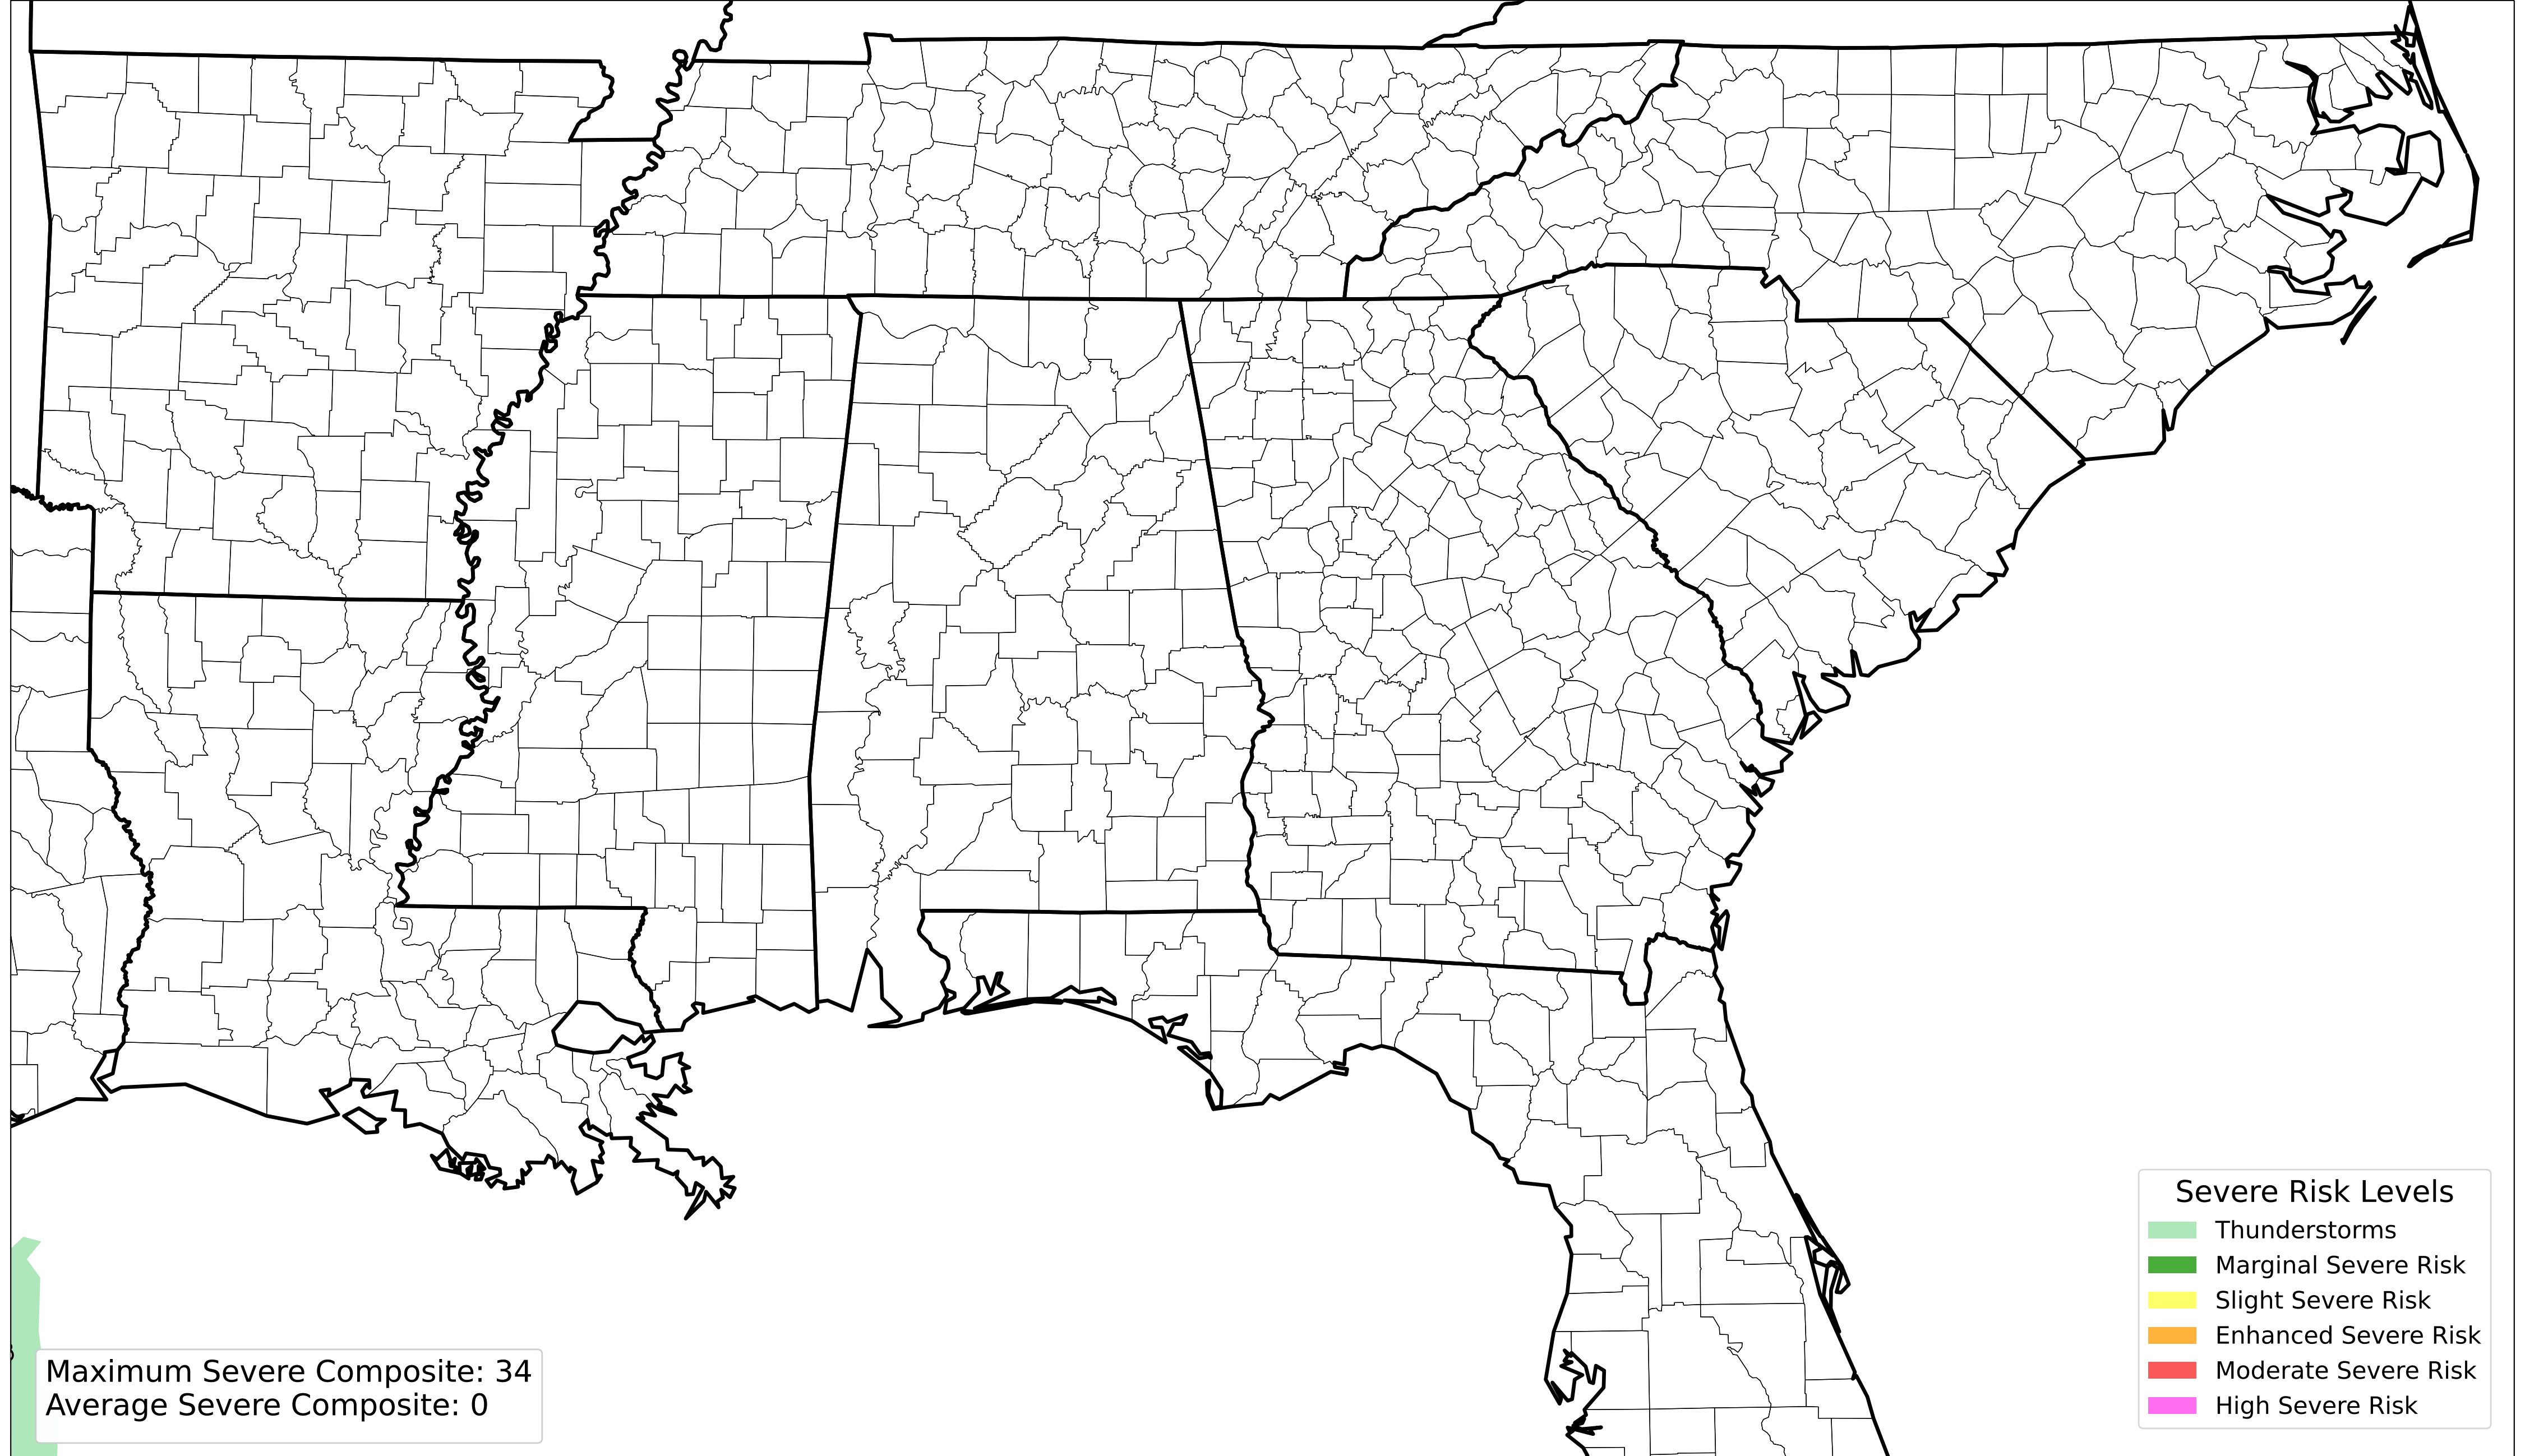 Severe Risk Levels
Thunderstorms
Marginal Severe Risk
Slight Severe Risk
Enhanced Severe Risk
Moderate Severe Risk
High Severe Risk
Maximum Severe Composite: 34
Average Severe Composite: 0